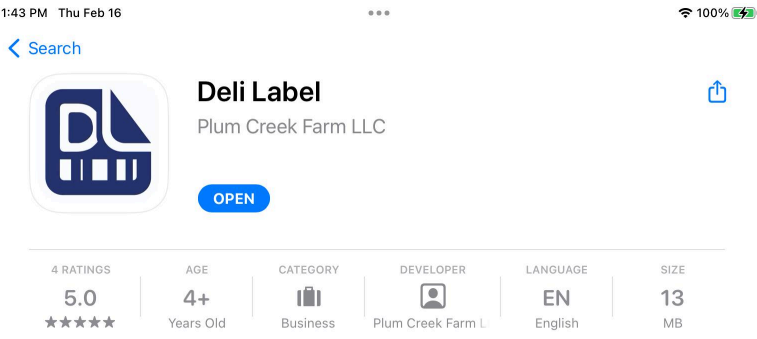 1:43 PM Thu Feb 16 100%
Search
DL
Deli Label
Plum Creek Farm LLC
OPEN
4 RATINGS AGE CATEGORY DEVELOPER LANGUAGE SIZE
5.0 4+ EN 13
Years Old Business Plum Creek Farm L English MB